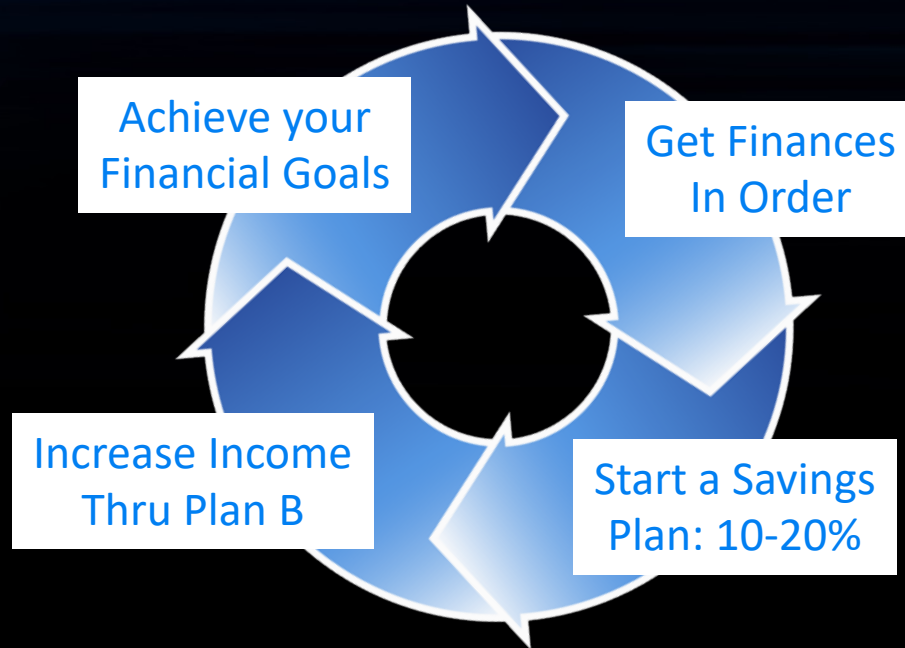 Achieve your
Financial Goals
Get Finances
In Order
Increase Income
Thru Plan B
Start a Savings
Plan: 10-20%